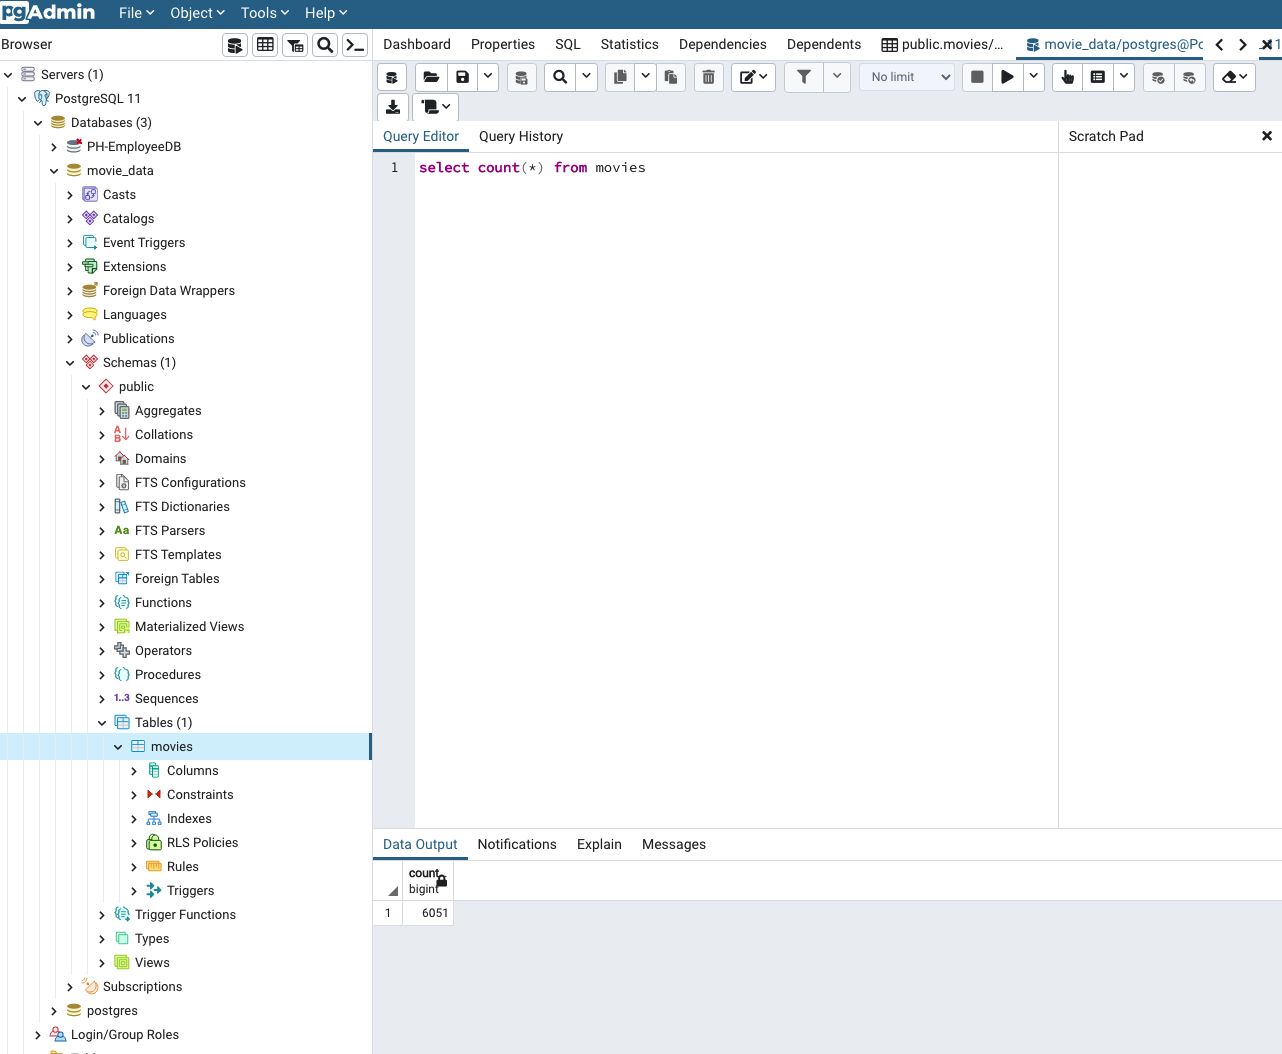 pgAdmin File Object Tools Help
Browser
Dashboard Properties SQL Statistics Dependencies Dependents public.movies/... movie_data/postgres@Pc
No limit
Servers (1)
PostgreSQL 11
Databases (3)
PH-EmployeeDB
movie_data
Casts
Catalogs
Event Triggers
Extensions
Foreign Data Wrappers
Languages
Publications
Schemas (1)
public
Aggregates
Collations
Domains
FTS Configurations
FTS Dictionaries
Aa FTS Parsers
FTS Templates
Foreign Tables
Functions
Materialized Views
Operators
Procedures
1..3 Sequences
Tables (1)
movies
Columns
Constraints
Indexes
RLS Policies
Rules
Triggers
Trigger Functions
Types
Views
Subscriptions
postgres
Login/Group Roles
Query Editor Query History
Scratch Pad
1 select count(*) from movies
Data Output Notifications Explain Messages
count
bigint
1 6051